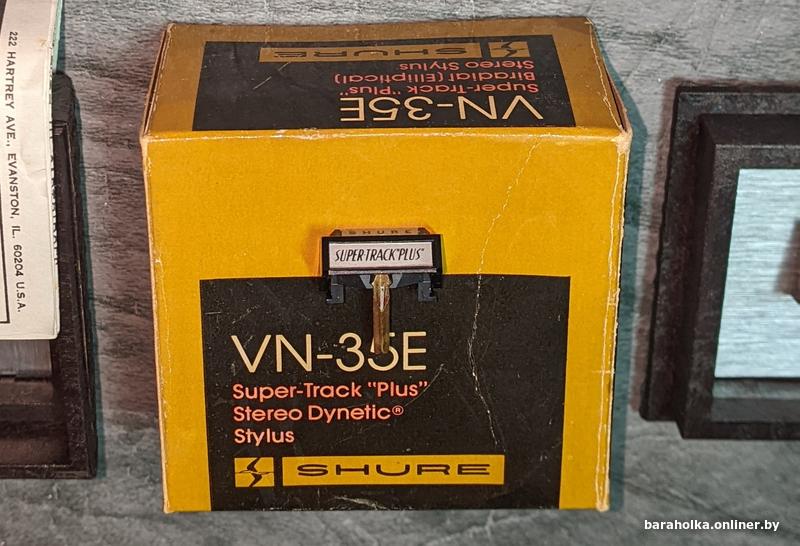 222 HARTREY AVE., EVANSTON, IL. 60204 U.S.A.
SHURE
VN-35E
Super-Track "Plus"
Biradial (Elliptical)
Stereo Stylus
SHURE
SUPER TRACK "PLUS"
VN-35E
Super-Track "Plus"
Stereo Dynetic®
Stylus
SHURE
baraholka.onliner.by